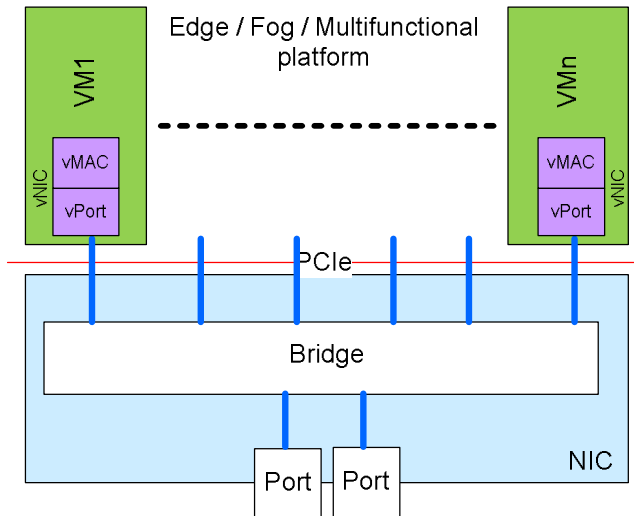 Edge / Fog / Multifunctional
platform
VM1
VMn
vMAC
vPort
vNIC
vMAC
vPort
vNIC
PCIe
Bridge
NIC
Port
Port